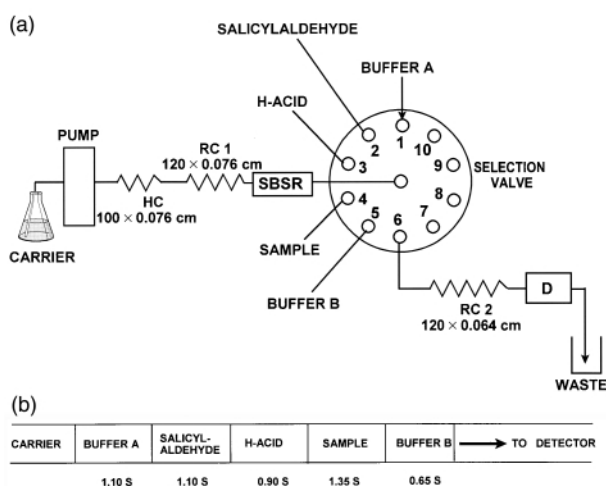 (a)
SALICYLALDEHYDE
BUFFER A
H-ACID
PUMP
RC 1
120 × 0.076 cm
SBSR
HC
100 × 0.076 cm
CARRIER
1
2
3
4
5
6
7
8
9
10
SELECTION
VALVE
SAMPLE
BUFFER B
RC 2
120 × 0.064 cm
D
WASTE
(b)
CARRIER BUFFER A SALICYL- H-ACID SAMPLE BUFFER B TO DETECTOR
ALDEHYDE
1.10 S 1.10 S 0.90 S 1.35 S 0.65 S